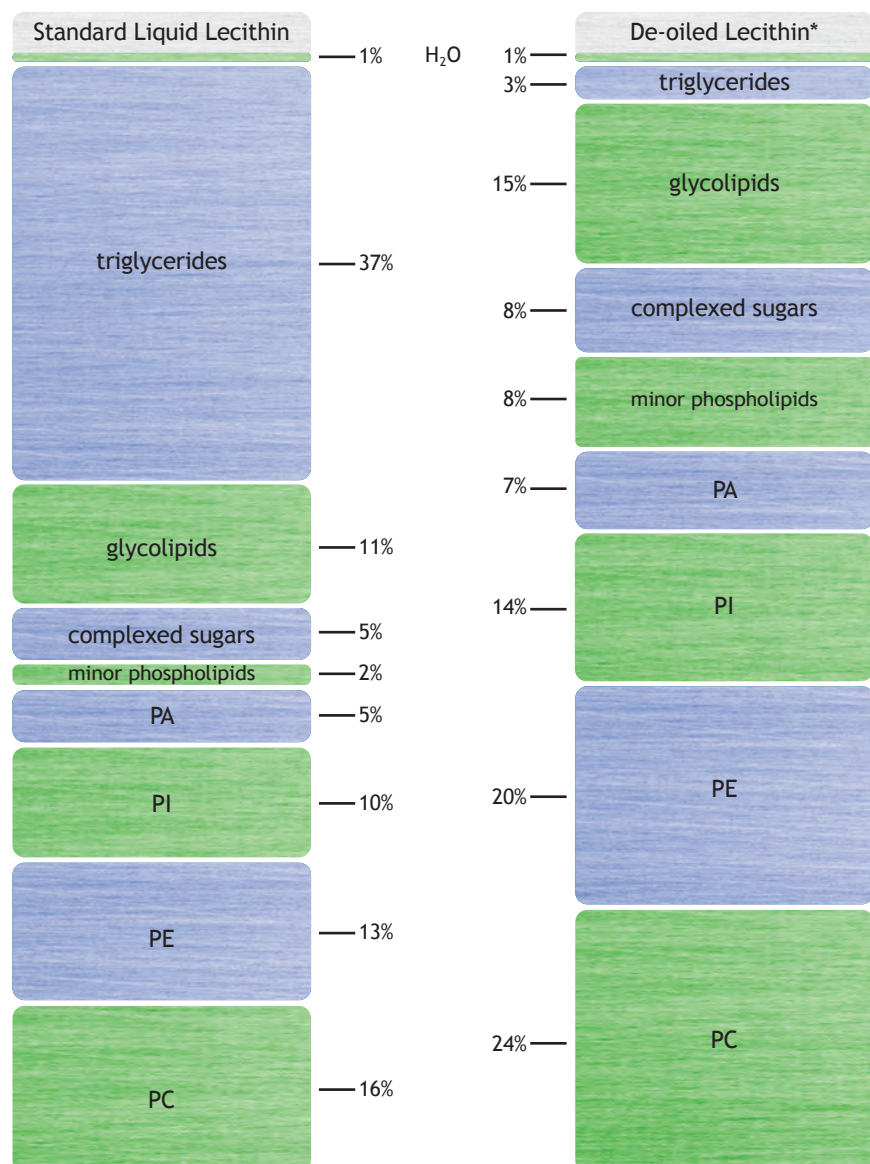 Standard Liquid Lecithin
1%
triglycerides
37%
glycolipids
11%
complexed sugars
5%
minor phospholipids
2%
PA
5%
PI
10%
PE
13%
PC
16%
H₂O
De-oiled Lecithin*
1%
3%
triglycerides
15%
glycolipids
8%
complexed sugars
8%
minor phospholipids
7%
PA
14%
PI
20%
PE
24%
PC